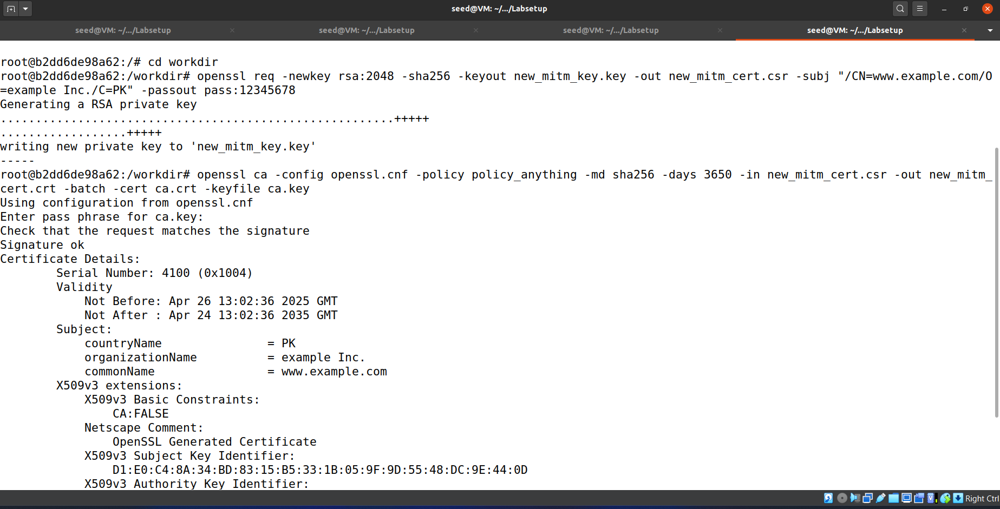 seed@VM: ~/.../Labsetup
seed@VM: ~/.../Labsetup
seed@VM: ~/.../Labsetup
seed@VM: ~/.../Labsetup
seed@VM: ~/.../Labsetup
root@b2dd6de98a62:/# cd workdir
root@b2dd6de98a62:/workdir# openssl req -newkey rsa:2048 -sha256 -keyout new_mitm_key.key -out new_mitm_cert.csr -subj "/CN=www.example.com/O
=example Inc./C=PK" -passout pass:12345678
Generating a RSA private key
........................................................+++++
..................+++++
writing new private key to 'new_mitm_key.key'
-----
root@b2dd6de98a62:/workdir# openssl ca -config openssl.cnf -policy policy_anything -md sha256 -days 3650 -in new_mitm_cert.csr -out new_mitm_
cert.crt -batch -cert ca.crt -keyfile ca.key
Using configuration from openssl.cnf
Enter pass phrase for ca.key:
Check that the request matches the signature
Signature ok
Certificate Details:
        Serial Number: 4100 (0x1004)
        Validity
            Not Before: Apr 26 13:02:36 2025 GMT
            Not After : Apr 24 13:02:36 2035 GMT
        Subject:
            countryName               = PK
            organizationName          = example Inc.
            commonName                = www.example.com
        X509v3 extensions:
            X509v3 Basic Constraints:
                CA:FALSE
            Netscape Comment:
                OpenSSL Generated Certificate
            X509v3 Subject Key Identifier:
                D1:E0:C4:8A:34:BD:83:15:B5:33:1B:05:9F:9D:55:48:DC:9E:44:0D
            X509v3 Authority Key Identifier:
Right Ctrl